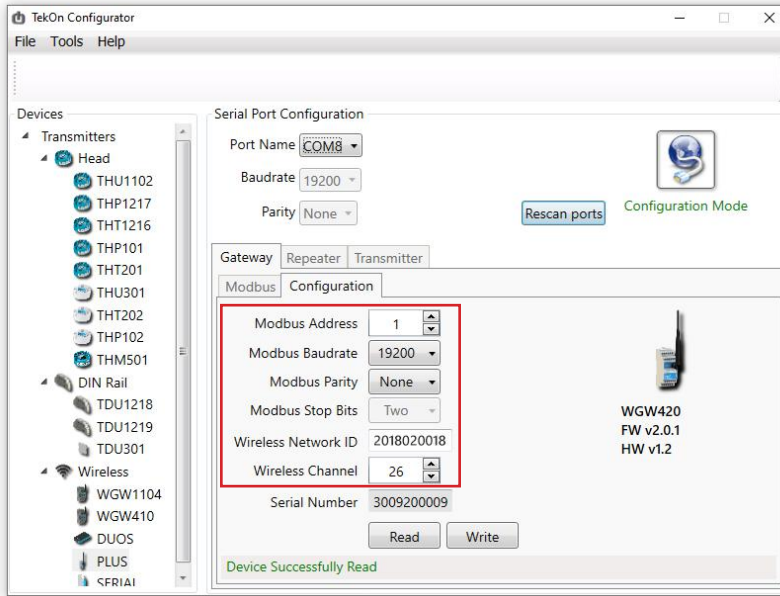 TekOn Configurator
File Tools Help
Devices
Transmitters
Head
THU1102
THP1217
THT1216
THP101
THT201
THU301
THT202
THP102
THM501
DIN Rail
TDU1218
TDU1219
TDU301
Wireless
WGW1104
WGW410
DUOS
PLUS
SERIAL
Serial Port Configuration
Port Name COM8
Baudrate 19200
Parity None
Rescan ports
Configuration Mode
Gateway Repeater Transmitter
Modbus Configuration
Modbus Address 1
Modbus Baudrate 19200
Modbus Parity None
Modbus Stop Bits Two
Wireless Network ID 2018020018
Wireless Channel 26
Serial Number 3009200009
Read Write
WGW420
FW v2.0.1
HW v1.2
Device Successfully Read